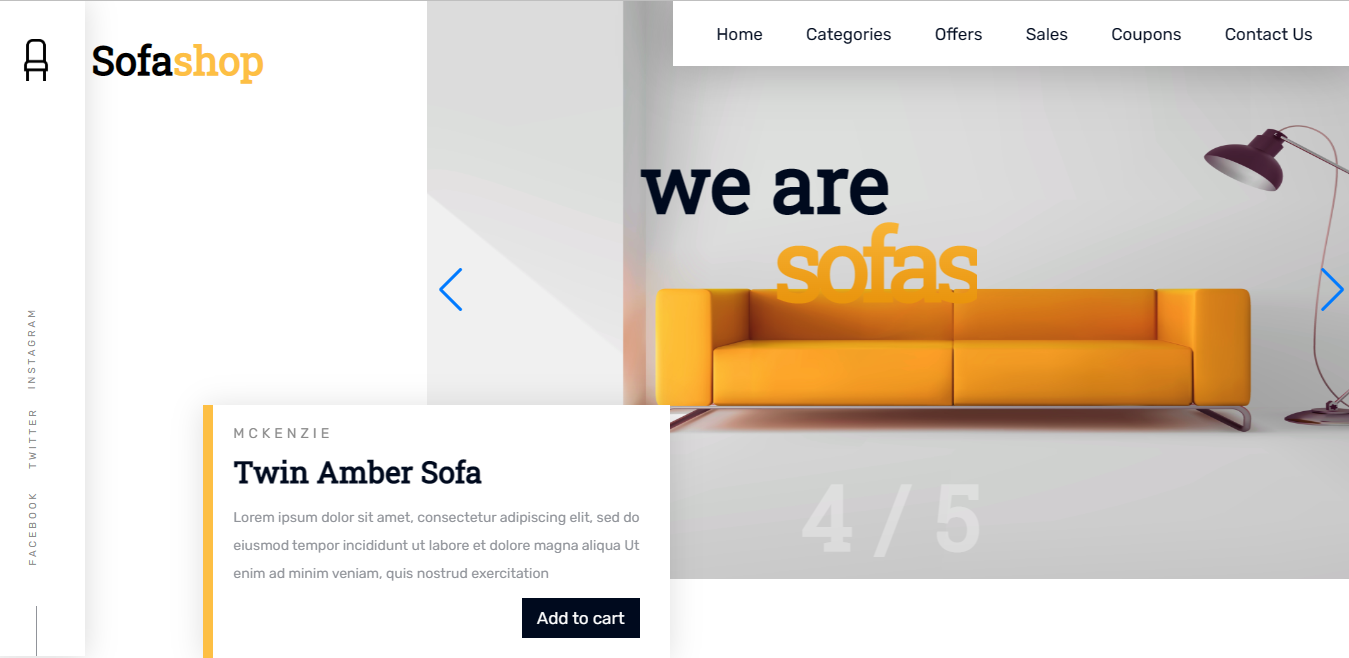 Sofashop
Home Categories Offers Sales Coupons Contact Us
we are
sofas
INSTAGRAM
TWITTER
FACEBOOK
MCKENZIE
Twin Amber Sofa
Lorem ipsum dolor sit amet, consectetur adipiscing elit, sed do
eiusmod tempor incididunt ut labore et dolore magna aliqua Ut
enim ad minim veniam, quis nostrud exercitation
Add to cart
4 / 5